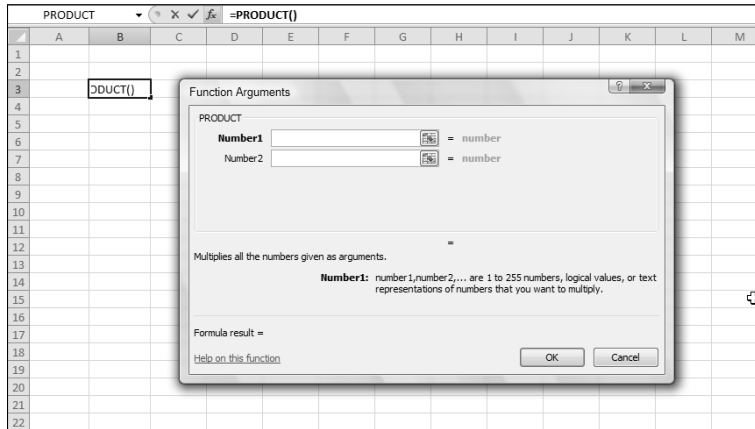 PRODUCT fx =PRODUCT()
A B C D E F G H I J K L M
1
2
3 ODUCT()
Function Arguments
4
5 PRODUCT
6 Number1 = number
7 Number2 = number
8
9
10
11
12 =
Multiplies all the numbers given as arguments.
13
14 Number1: number1,number2,... are 1 to 255 numbers, logical values, or text
15 representations of numbers that you want to multiply.
16
17 Formula result =
18 Help on this function OK Cancel
19
20
21
22